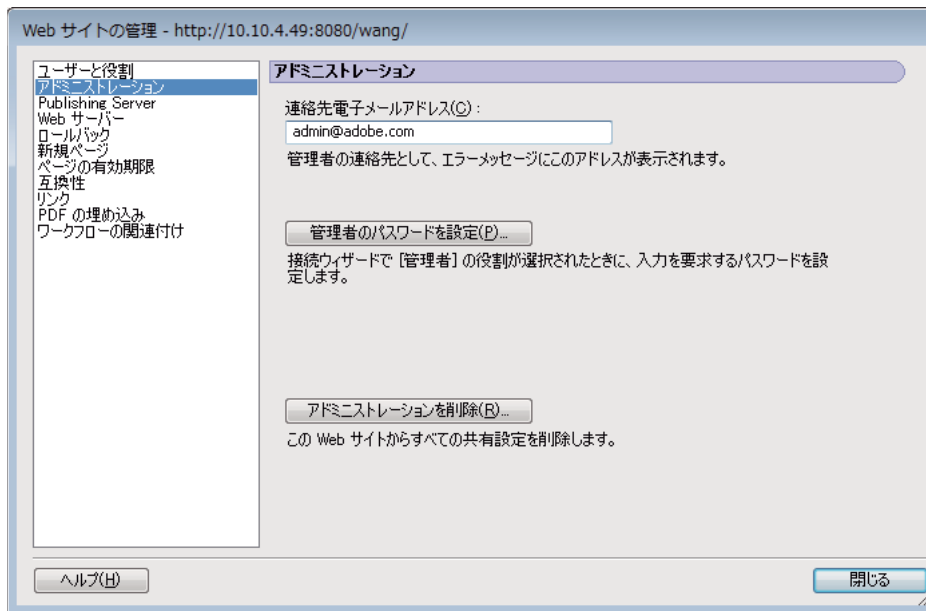 Web サイトの管理 - http://10.10.4.49:8080/wang/
ユーザーと役割
アドミニストレーション
Publishing Server
Web サーバー
ロールバック
新規ページ
ページの有効期限
互換性
リンク
PDF の埋め込み
ワークフローの関連付け
アドミニストレーション
連絡先電子メールアドレス(C) :
admin@adobe.com
管理者の連絡先として、エラーメッセージにこのアドレスが表示されます。
管理者のパスワードを設定(P)...
接続ウィザードで [管理者] の役割が選択されたときに、入力を要求するパスワードを設
定します。
アドミニストレーションを削除(R)...
この Web サイトからすべての共有設定を削除します。
ヘルプ(H)
閉じる